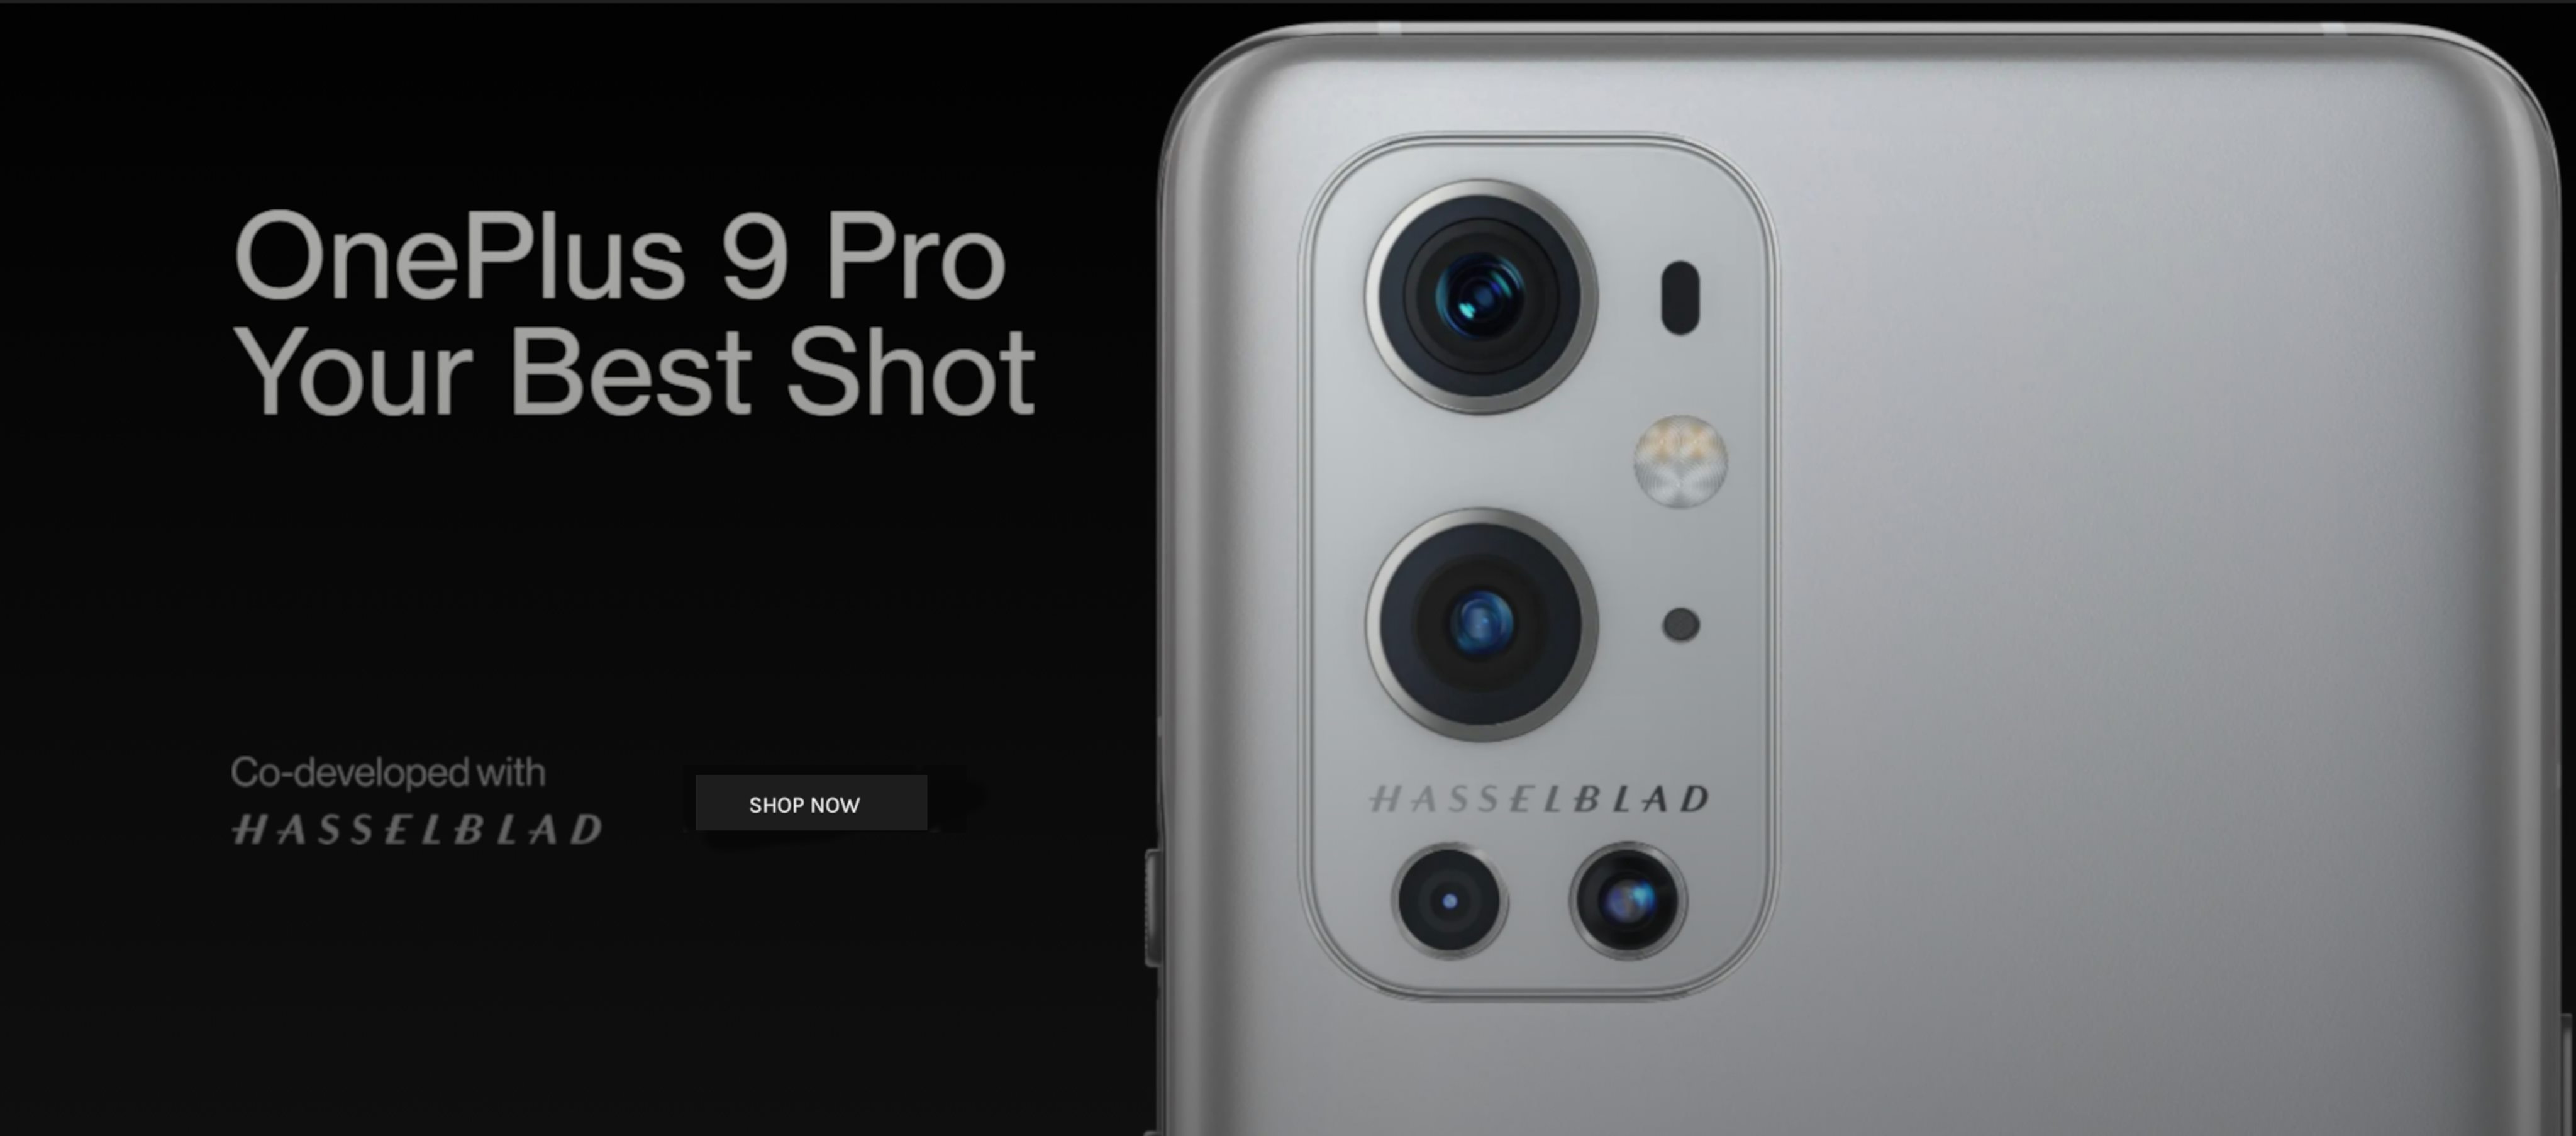 OnePlus 9 Pro
Your Best Shot
Co-developed with
HASSELBLAD
SHOP NOW
HASSELBLAD